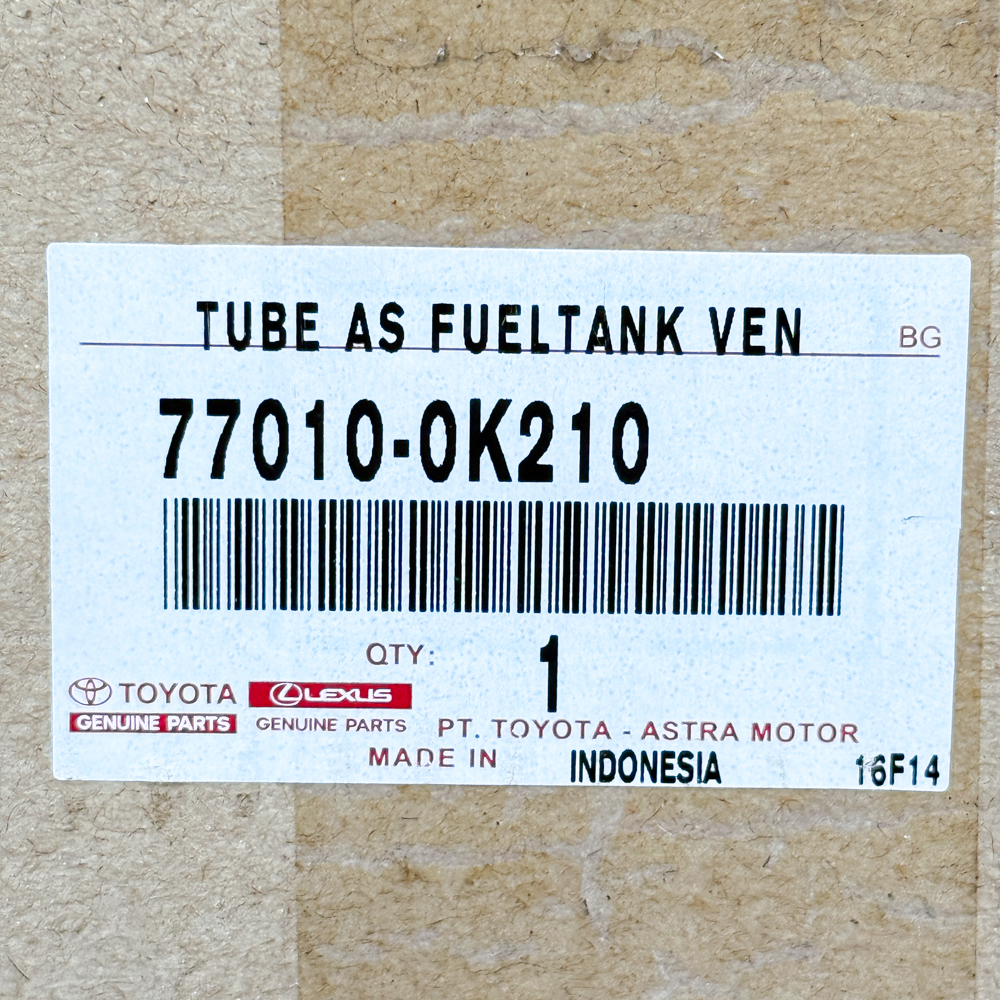 TUBE AS FUELTANK VEN BG
77010-0K210
QTY: 1
TOYOTA LEXUS
GENUINE PARTS GENUINE PARTS PT. TOYOTA - ASTRA MOTOR
MADE IN INDONESIA 16F14